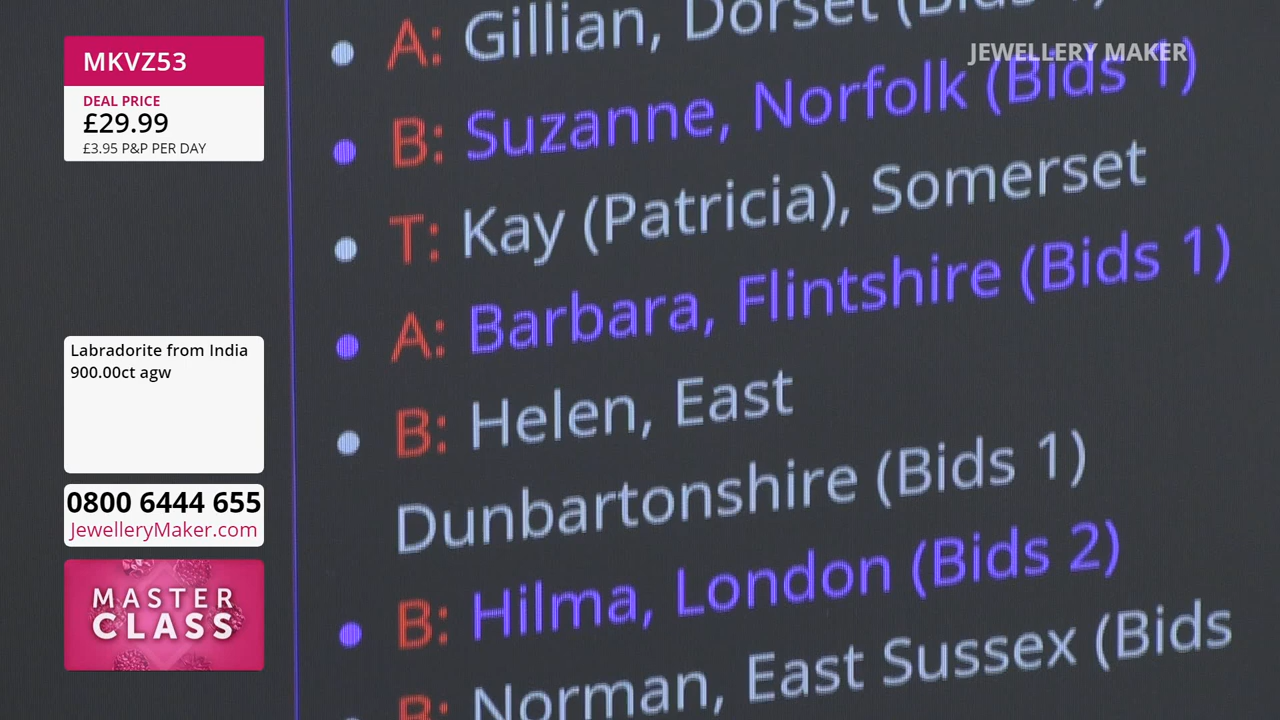 MKVZ53
DEAL PRICE
£29.99
£3.95 P&P PER DAY
Labradorite from India
900.00ct agw
0800 6444 655
JewelleryMaker.com
MASTER
CLASS
JEWELLERY MAKER
A: Gillian, Dorset (Bids 1)
B: Suzanne, Norfolk (Bids 1)
T: Kay (Patricia), Somerset
A: Barbara, Flintshire (Bids 1)
B: Helen, East
Dunbartonshire (Bids 1)
B: Hilma, London (Bids 2)
B: Norman, East Sussex (Bids